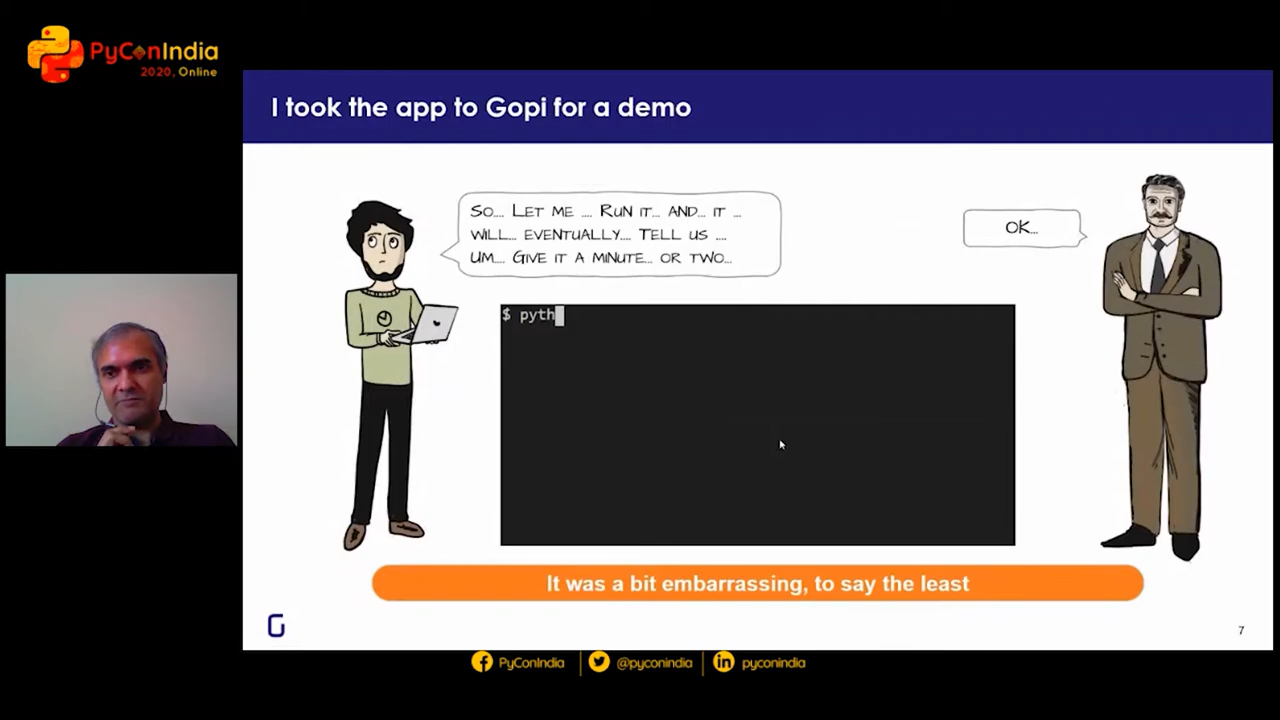 PyConIndia
2020, Online
I took the app to Gopi for a demo
So.... Let me .... Run it... and... it ...
will... eventually.... Tell us ....
Um.... Give it a minute... or two...
OK...
$ pyth
It was a bit embarrassing, to say the least
7
PyConIndia
@pyconindia
pyconindia